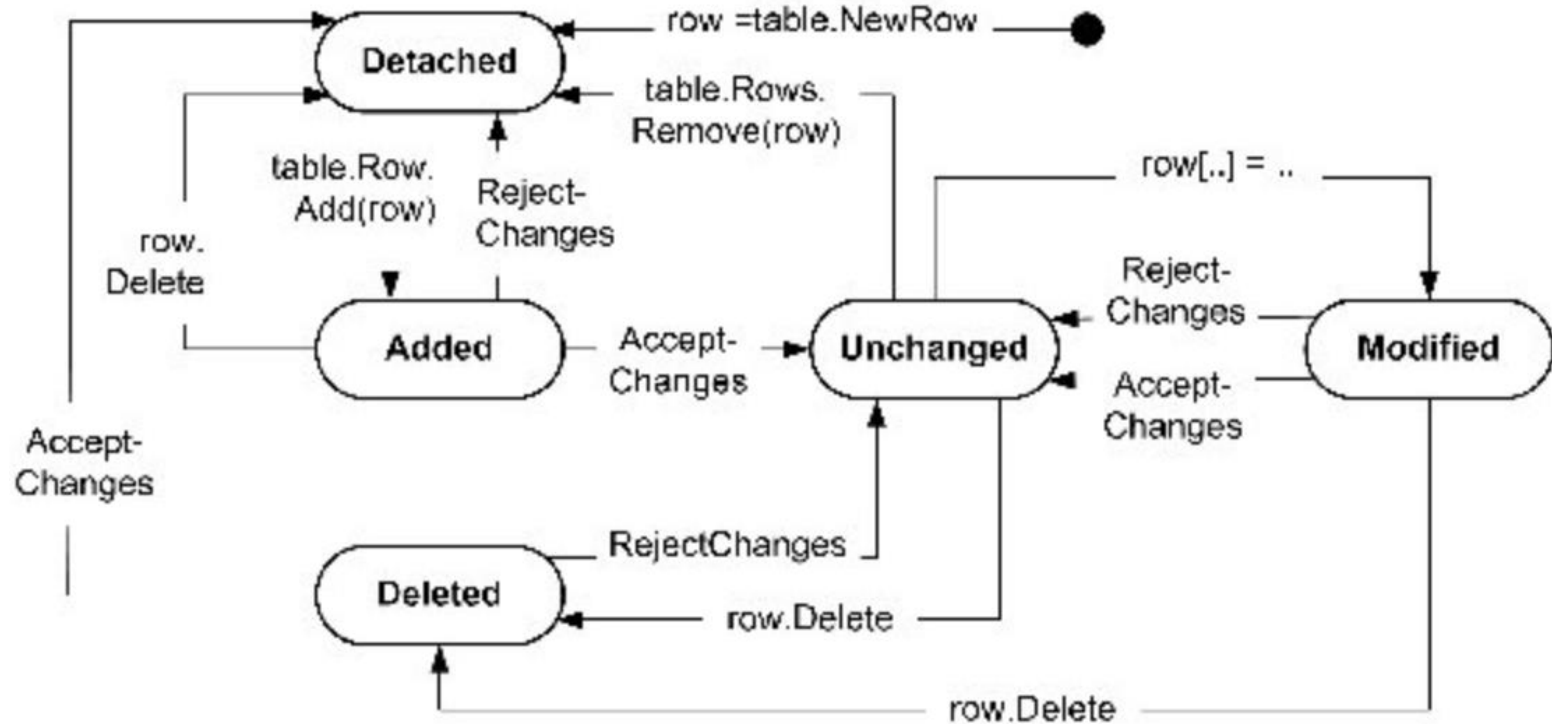 row =table.NewRow
Detached
table.Rows.
Remove(row)
table.Row.
Add(row)
Reject-
Changes
row[..] = ..
row.
Delete
Reject-
Changes
Added
Accept-
Changes
Unchanged
Modified
Accept-
Changes
Accept-
Changes
RejectChanges
Deleted
row.Delete
row.Delete